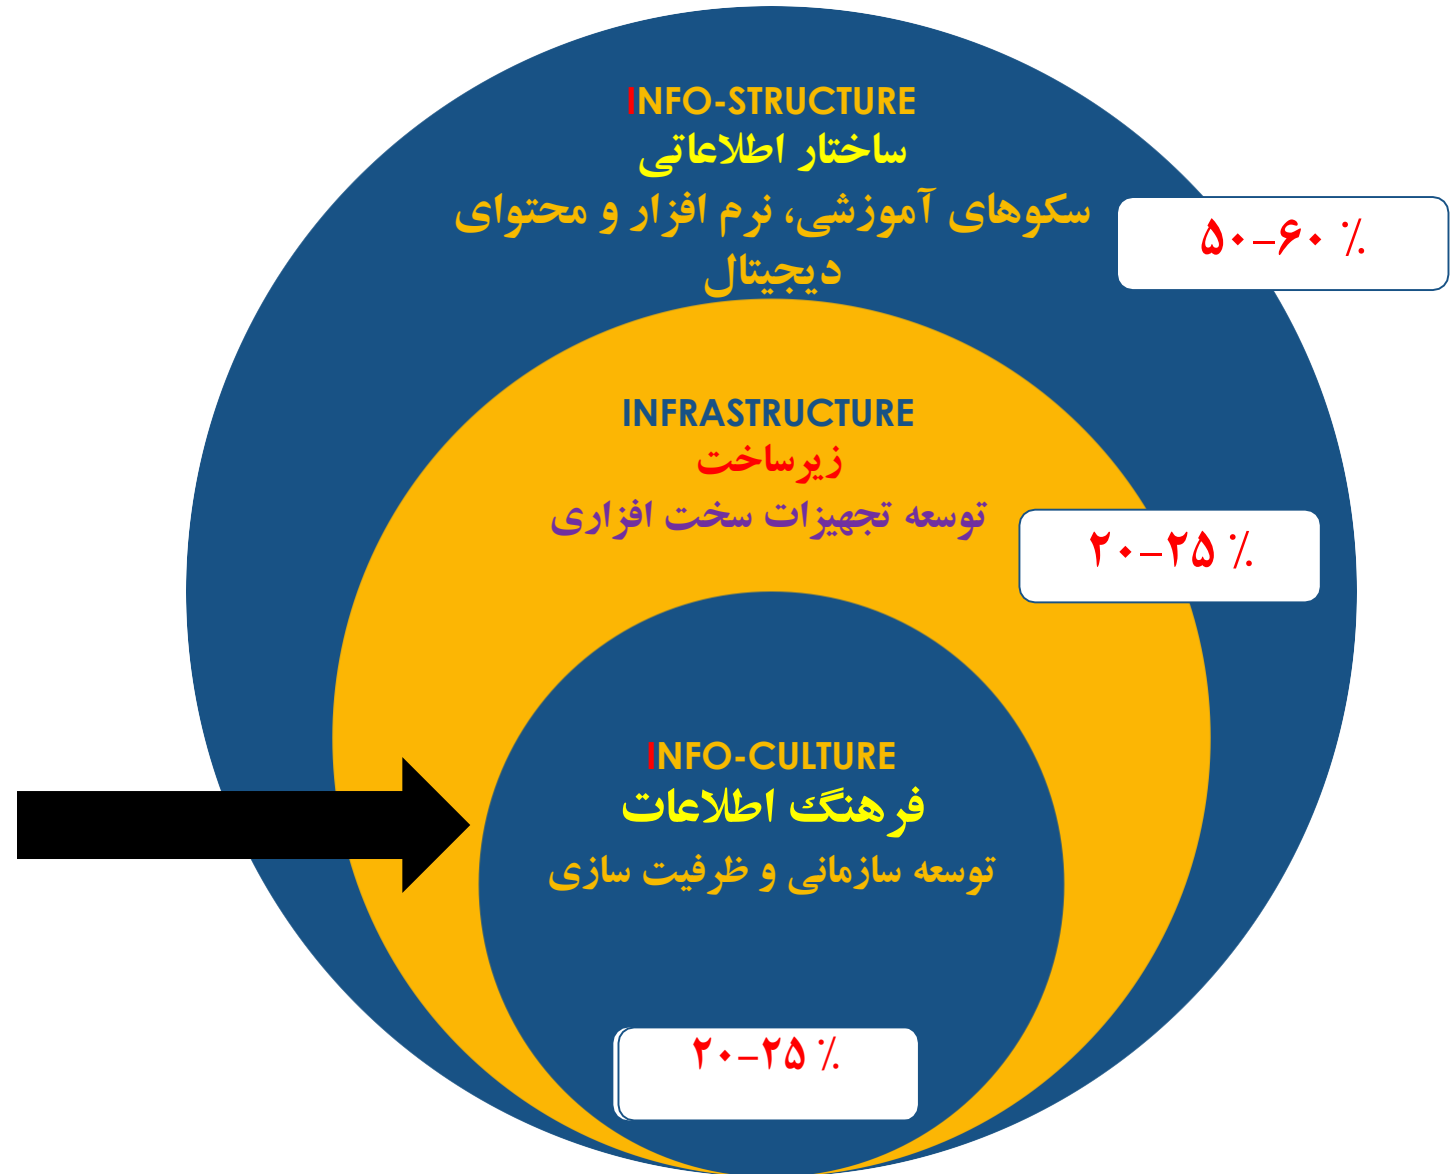 INFO-STRUCTURE
ساختار اطلاعاتی
سکوهای آموزشی، نرم افزار و محتوای
دیجیتال
۵۰-۶۰ ٪
INFRASTRUCTURE
زیرساخت
توسعه تجهیزات سخت افزاری
۲۰-۲۵ ٪
INFO-CULTURE
فرهنگ اطلاعات
توسعه سازمانی و ظرفیت سازی
۲۰-۲۵ ٪